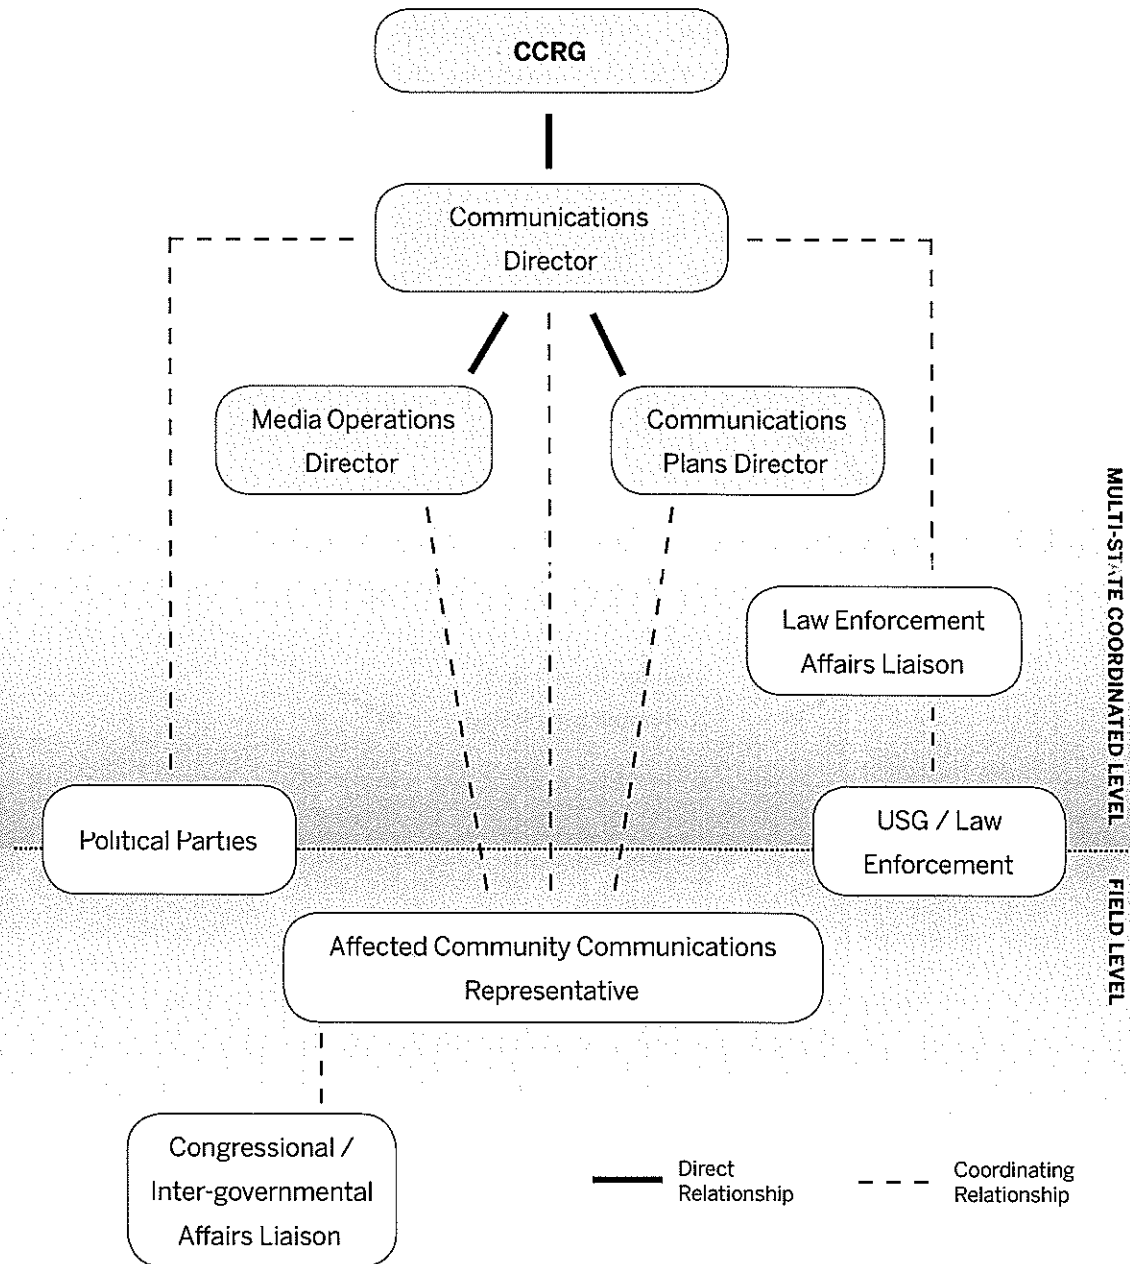 CCRG
Communications
Director
Media Operations
Director
Communications
Plans Director
Law Enforcement
Affairs Liaison
MULTI-STATE COORDINATED LEVEL
Political Parties
USG / Law
Enforcement
FIELD LEVEL
Affected Community Communications
Representative
Congressional /
Inter-governmental
Affairs Liaison
Direct
Relationship
Coordinating
Relationship